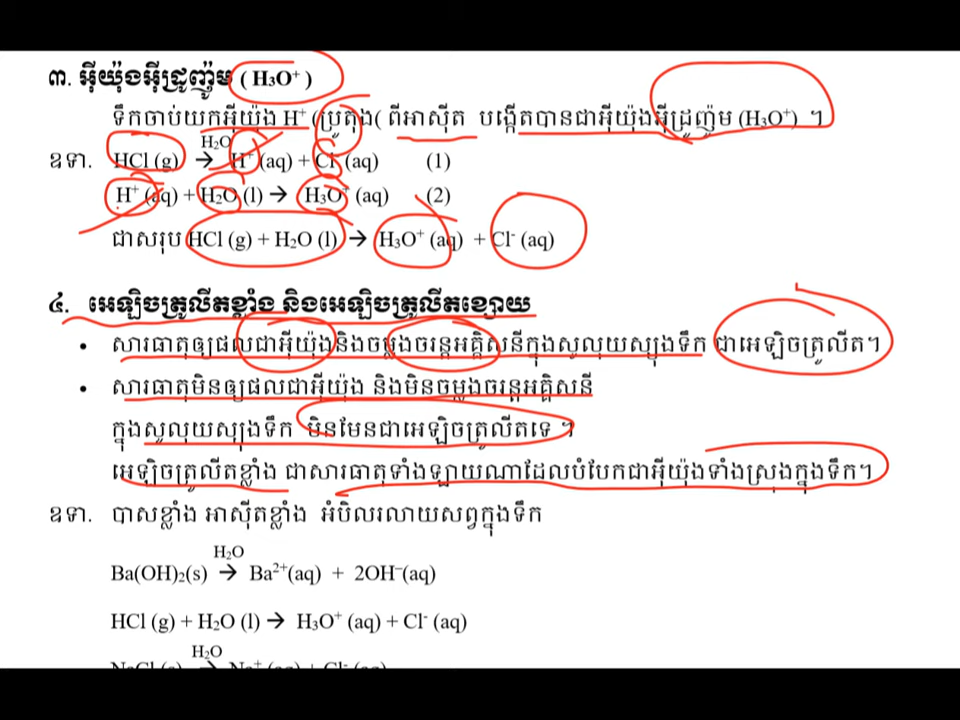 ៣. អ៊ីយ៉ុងអ៊ីដ្រូញ៉ូម ( H₃O⁺ )
ទឹកចាប់យកអ៊ីយ៉ុង H⁺ (ប្រូតុង( ពីអាស៊ីត បង្កើតបានជាអ៊ីយ៉ុងអ៊ីដ្រូញ៉ូម (H₃O⁺) ។
H₂O
ឧទា. HCl (g) → H⁺ (aq) + Cl⁻ (aq) (1)
H⁺ (aq) + H₂O (l) → H₃O⁺ (aq) (2)
ជាសរុប HCl (g) + H₂O (l) → H₃O⁺ (aq) + Cl⁻ (aq)
៤. អេឡិចត្រូលីតខ្លាំង និងអេឡិចត្រូលីតខ្សោយ
• សារធាតុឲ្យផលជាអ៊ីយ៉ុងនិងចម្លងចរន្តអគ្គិសនីក្នុងសូលុយស្យុងទឹក ជាអេឡិចត្រូលីត។
• សារធាតុមិនឲ្យផលជាអ៊ីយ៉ុង និងមិនចម្លងចរន្តអគ្គិសនី
ក្នុងសូលុយស្យុងទឹក មិនមែនជាអេឡិចត្រូលីតទេ ។
អេឡិចត្រូលីតខ្លាំង ជាសារធាតុទាំងឡាយណាដែលបំបែកជាអ៊ីយ៉ុងទាំងស្រុងក្នុងទឹក។
ឧទា. បាសខ្លាំង អាស៊ីតខ្លាំង អំបិលរលាយសព្វក្នុងទឹក
H₂O
Ba(OH)₂(s) → Ba²⁺(aq) + 2OH⁻(aq)
HCl (g) + H₂O (l) → H₃O⁺ (aq) + Cl⁻ (aq)
H₂O
NaCl (s) → Na⁺ (aq) + Cl⁻ (aq)